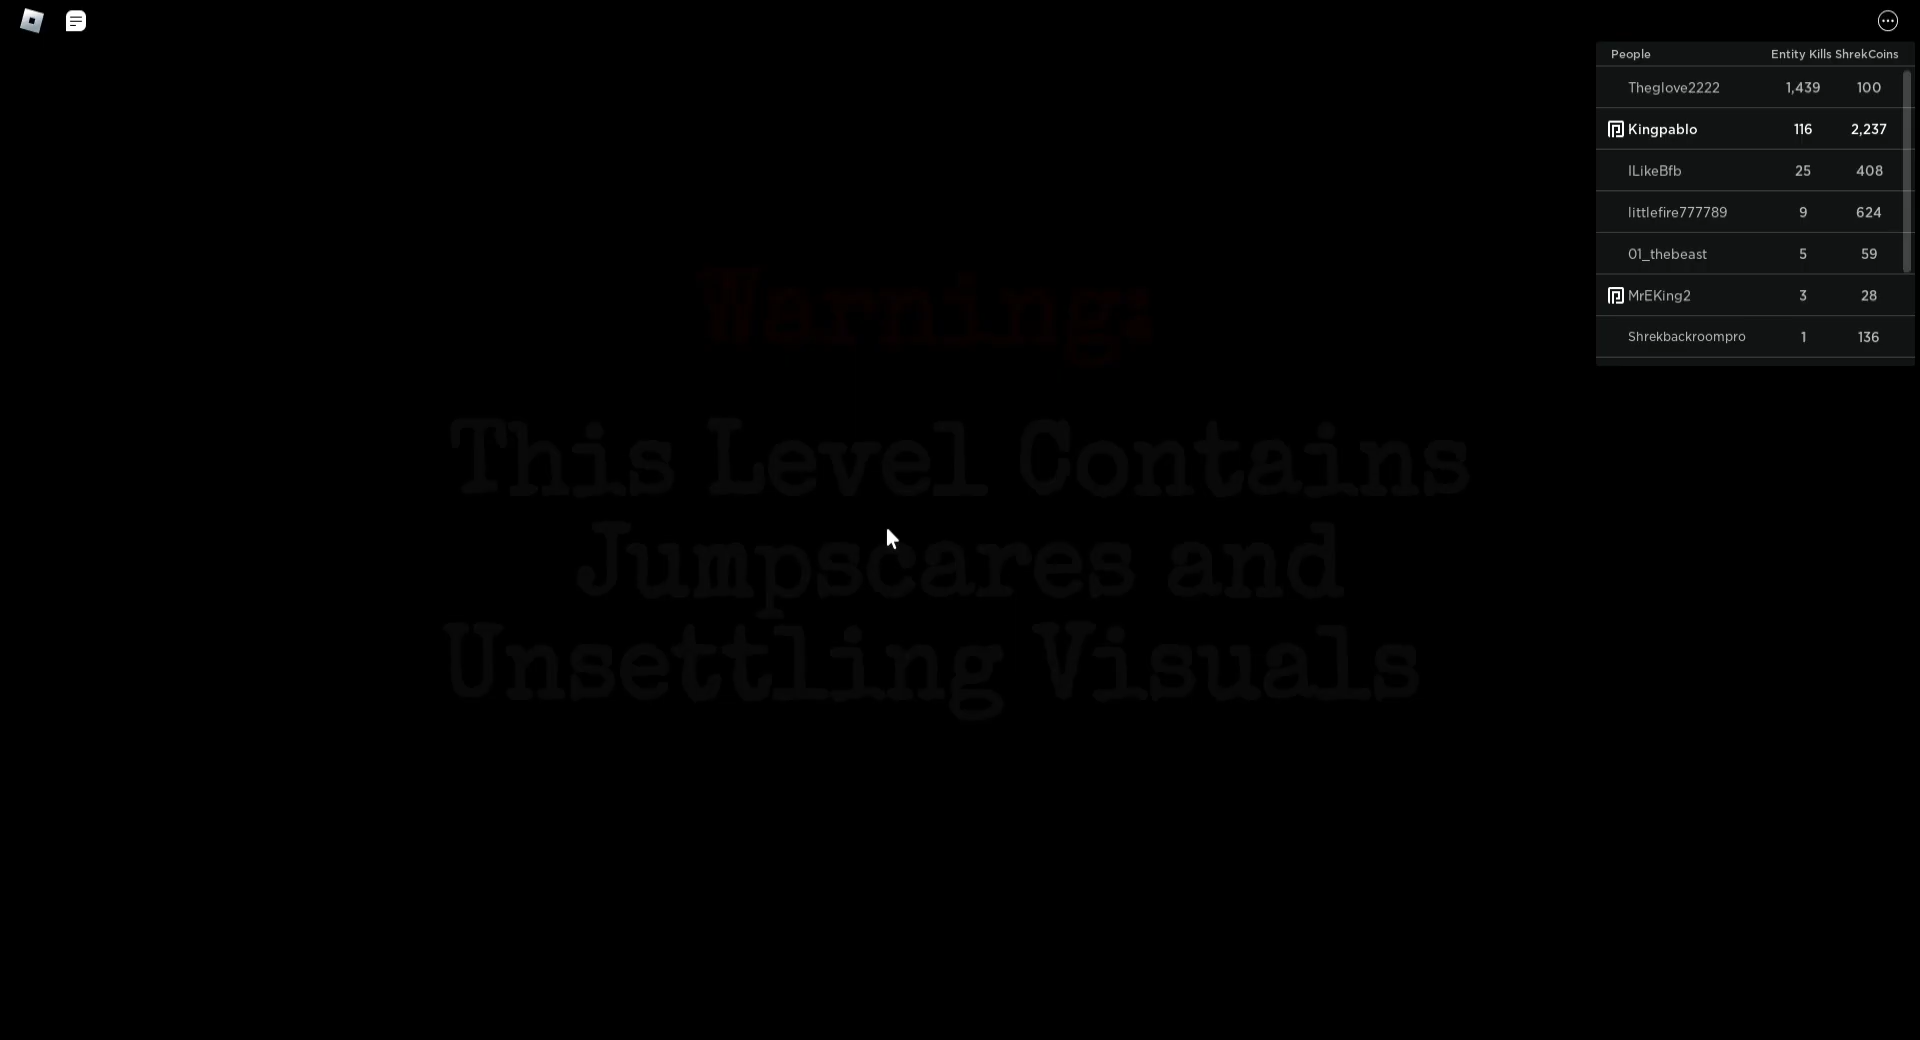 People Entity Kills ShrekCoins
Theglove2222 1,439 100
Kingpablo 116 2,237
ILikeBfb 25 408
littlefire777789 9 624
01_thebeast 5 59
MrEKing2 3 28
Shrekbackroompro 1 136
Warning:
This Level Contains
Jumpscares and
Unsettling Visuals